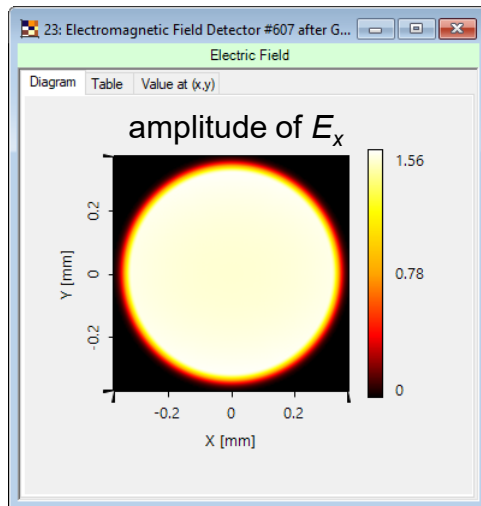 23: Electromagnetic Field Detector #607 after G...
Electric Field
Diagram Table Value at (x,y)
amplitude of Ex
1.56
0.78
0
0.2
0
-0.2
Y [mm]
-0.2 0 0.2
X [mm]